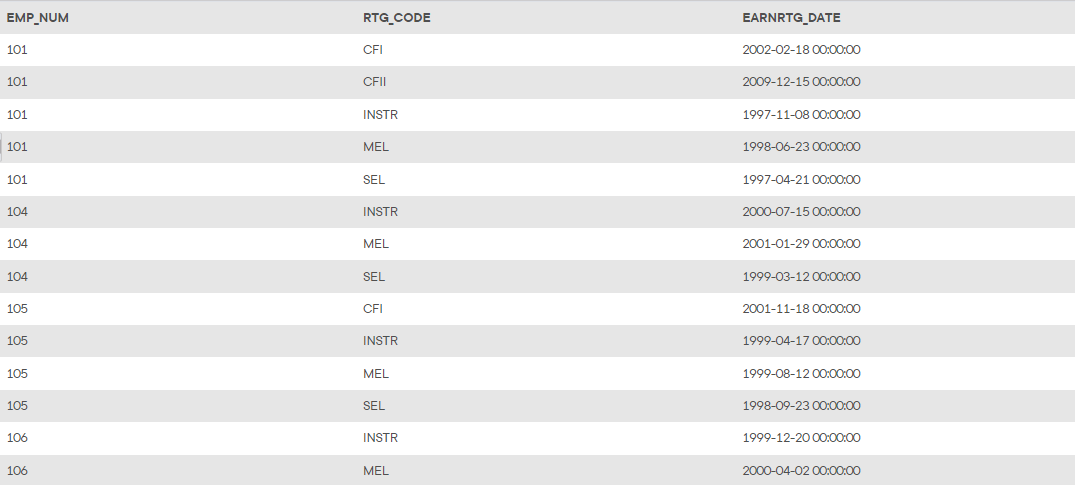 EMP_NUM RTG_CODE EARNRTG_DATE
101 CFI 2002-02-18 00:00:00
101 CFII 2009-12-15 00:00:00
101 INSTR 1997-11-08 00:00:00
101 MEL 1998-06-23 00:00:00
101 SEL 1997-04-21 00:00:00
104 INSTR 2000-07-15 00:00:00
104 MEL 2001-01-29 00:00:00
104 SEL 1999-03-12 00:00:00
105 CFI 2001-11-18 00:00:00
105 INSTR 1999-04-17 00:00:00
105 MEL 1999-08-12 00:00:00
105 SEL 1998-09-23 00:00:00
106 INSTR 1999-12-20 00:00:00
106 MEL 2000-04-02 00:00:00